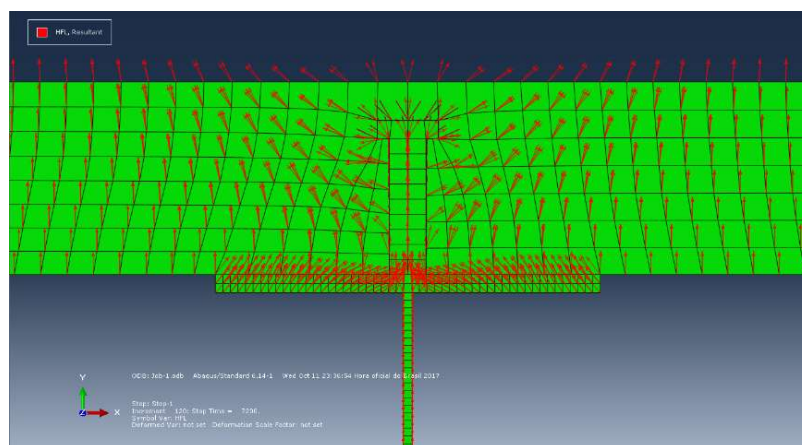 HFL, Resultant
Y
Z
X
ODB: Job-1.odb Abaqus/Standard 6.14-1 Wed Oct 11 23:30:54 Hora oficial do Brasil 2017
Step: Step-1
Increment 120: Step Time = 7200.
Symbol Var: HFL
Deformed Var: not set Deformation Scale Factor: not set